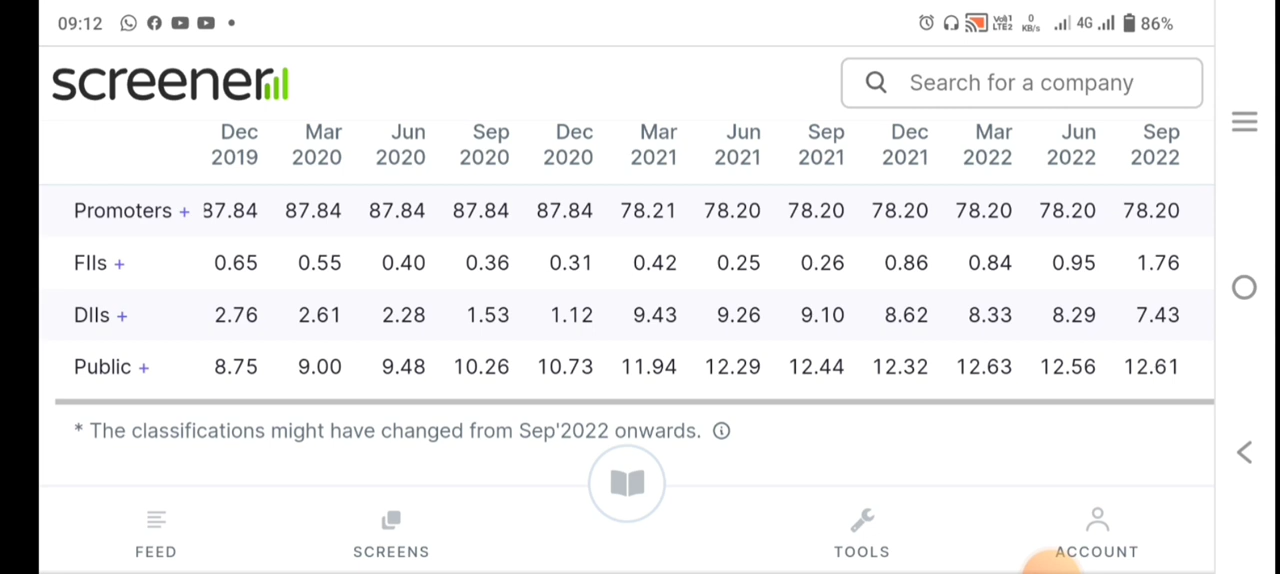 09:12 Vo))1 LTE2 0 KB/s 4G 86%
screener Search for a company
Dec Mar Jun Sep Dec Mar Jun Sep Dec Mar Jun Sep
2019 2020 2020 2020 2020 2021 2021 2021 2021 2022 2022 2022
Promoters + 87.84 87.84 87.84 87.84 87.84 78.21 78.20 78.20 78.20 78.20 78.20 78.20
FIIs + 0.65 0.55 0.40 0.36 0.31 0.42 0.25 0.26 0.86 0.84 0.95 1.76
DIIs + 2.76 2.61 2.28 1.53 1.12 9.43 9.26 9.10 8.62 8.33 8.29 7.43
Public + 8.75 9.00 9.48 10.26 10.73 11.94 12.29 12.44 12.32 12.63 12.56 12.61
* The classifications might have changed from Sep'2022 onwards.
FEED SCREENS TOOLS ACCOUNT